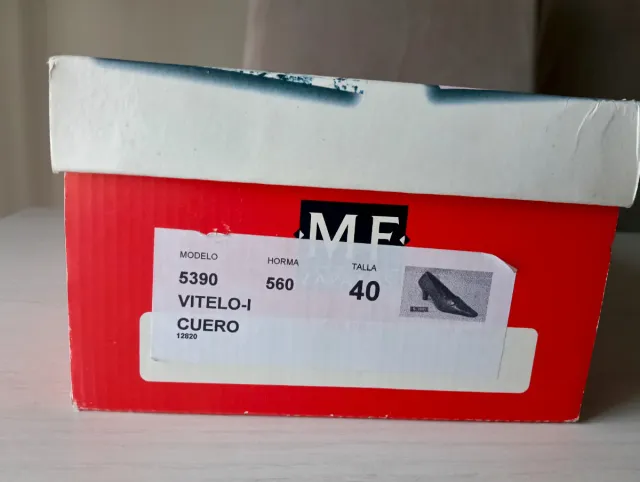 M.F
MODELO HORMA TALLA
5390 560 40
VITELO-I
CUERO
12820